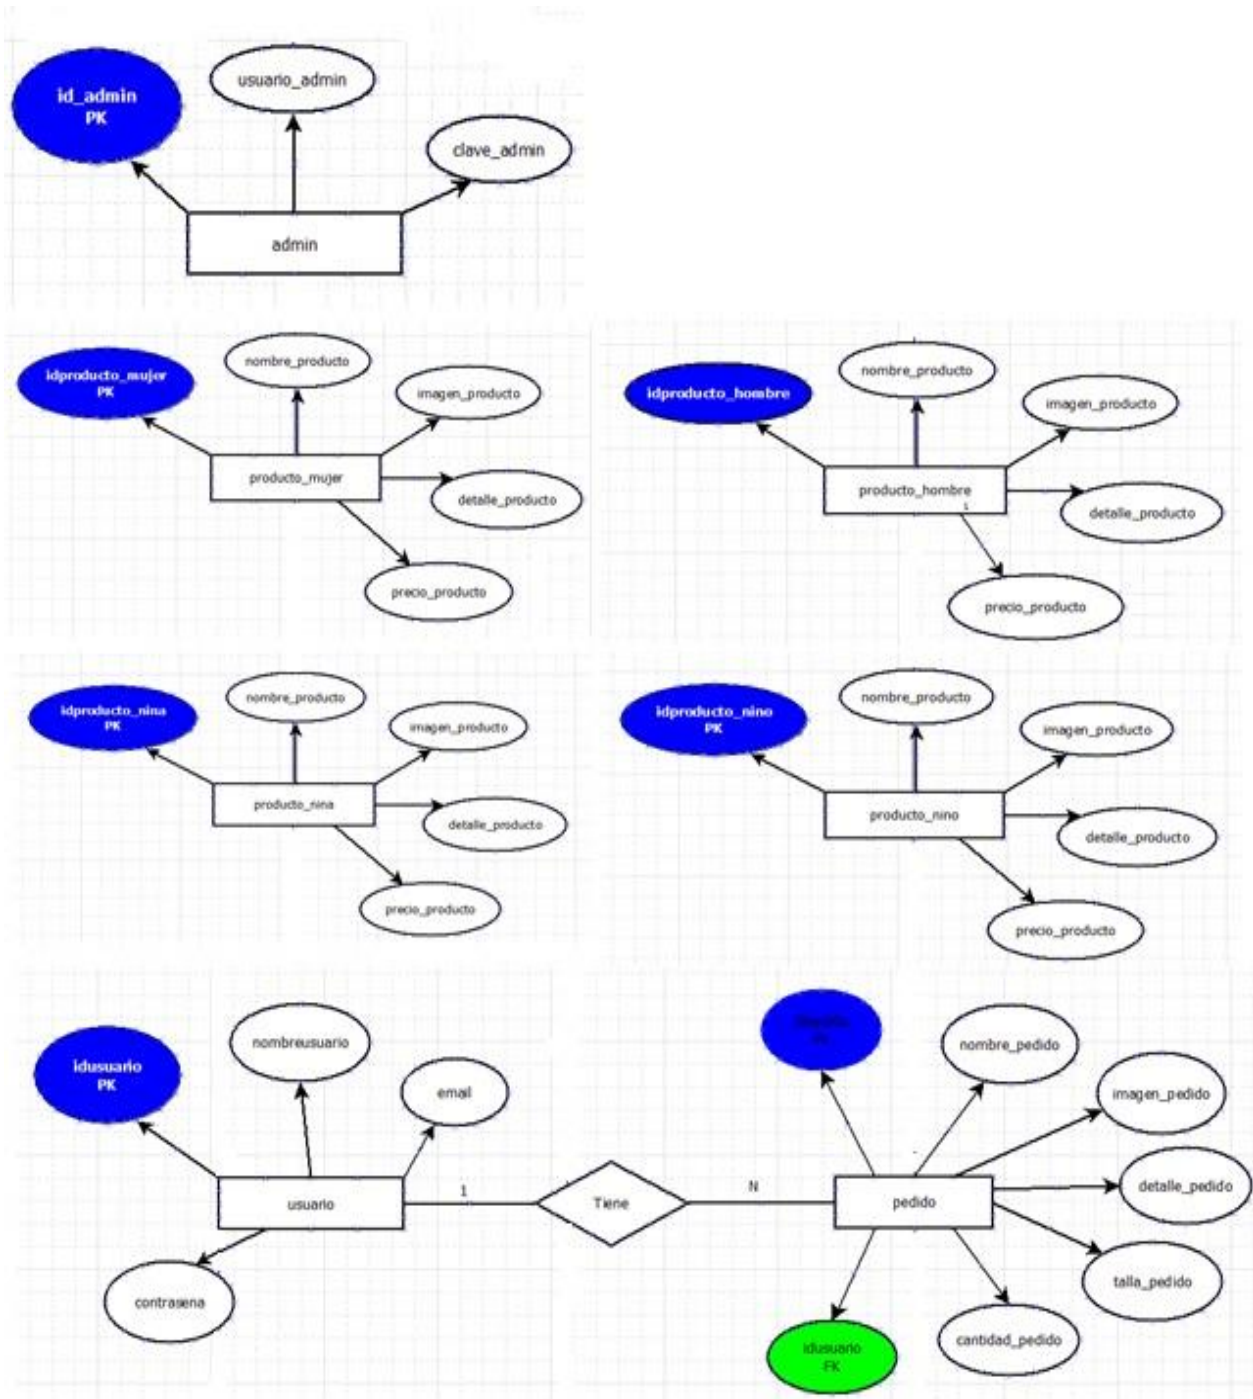 id_admin
PK
usuario_admin
clave_admin
admin
idproducto_mujer
PK
nombre_producto
imagen_producto
producto_mujer
detalle_producto
precio_producto
idproducto_hombre
nombre_producto
imagen_producto
producto_hombre
1
detalle_producto
precio_producto
idproducto_nina
PK
nombre_producto
imagen_producto
producto_nina
detalle_producto
precio_producto
idproducto_nino
PK
nombre_producto
imagen_producto
producto_nino
detalle_producto
precio_producto
idusuario
PK
nombreusuario
email
usuario
contrasena
1
Tiene
N
PK
nombre_pedido
imagen_pedido
pedido
detalle_pedido
talla_pedido
cantidad_pedido
idusuario
FK